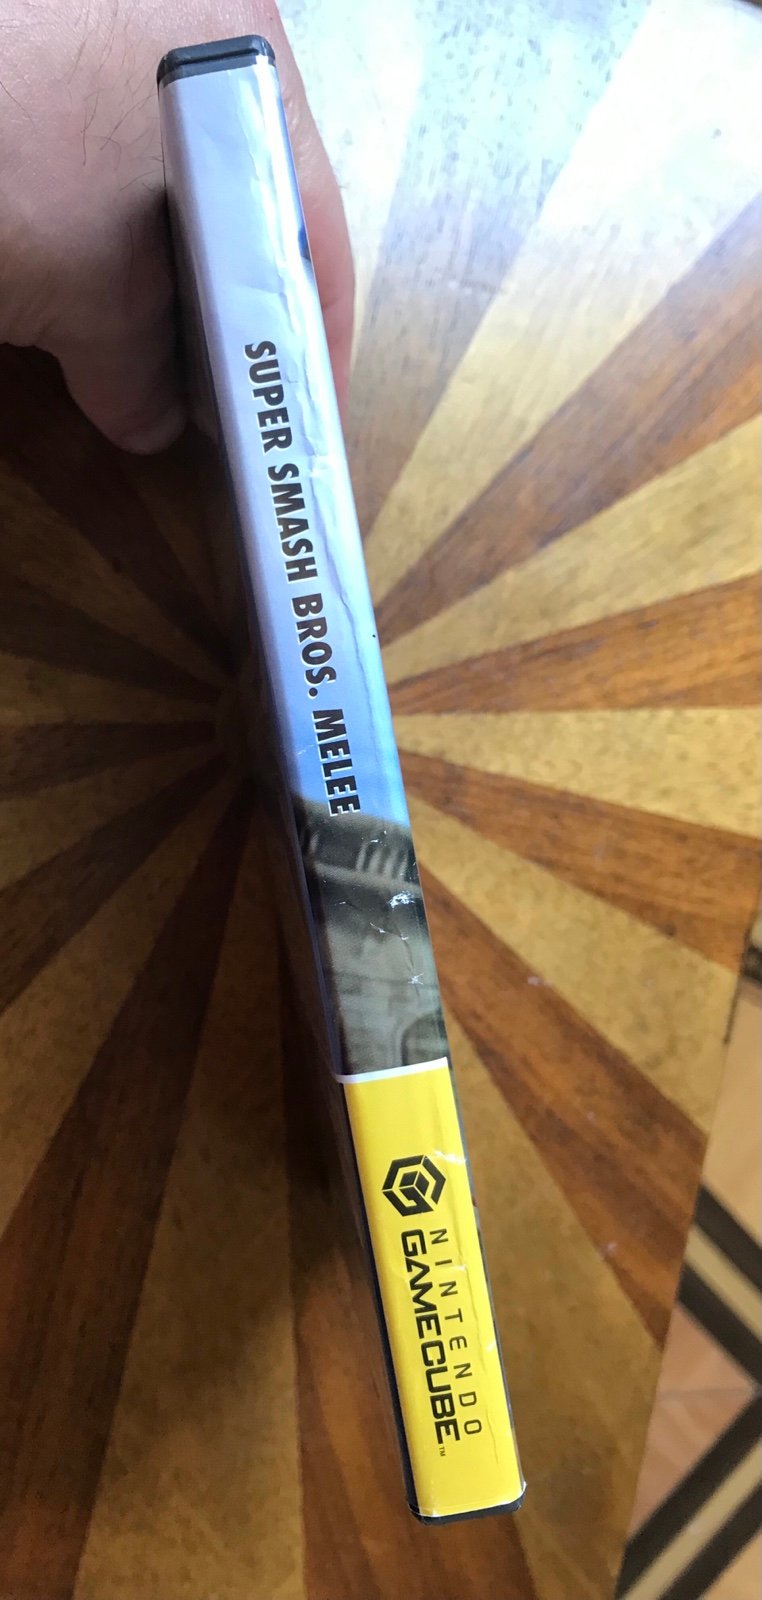 SUPER SMASH BROS. MELEE
NINTENDO
GAMECUBE™